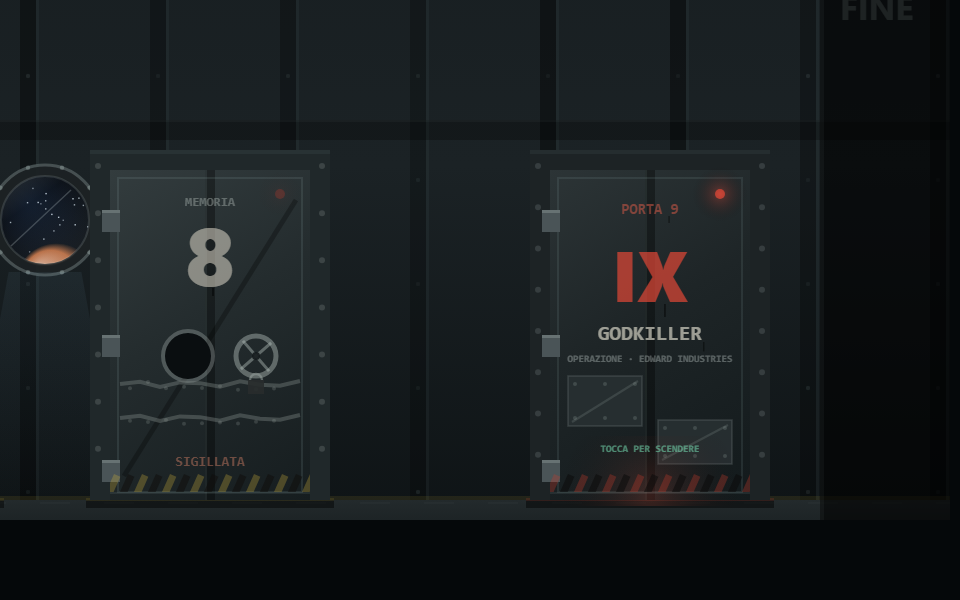 FINE
MEMORIA
8
SIGILLATA
PORTA 9
IX
GODKILLER
OPERAZIONE · EDWARD INDUSTRIES
TOCCA PER SCENDERE